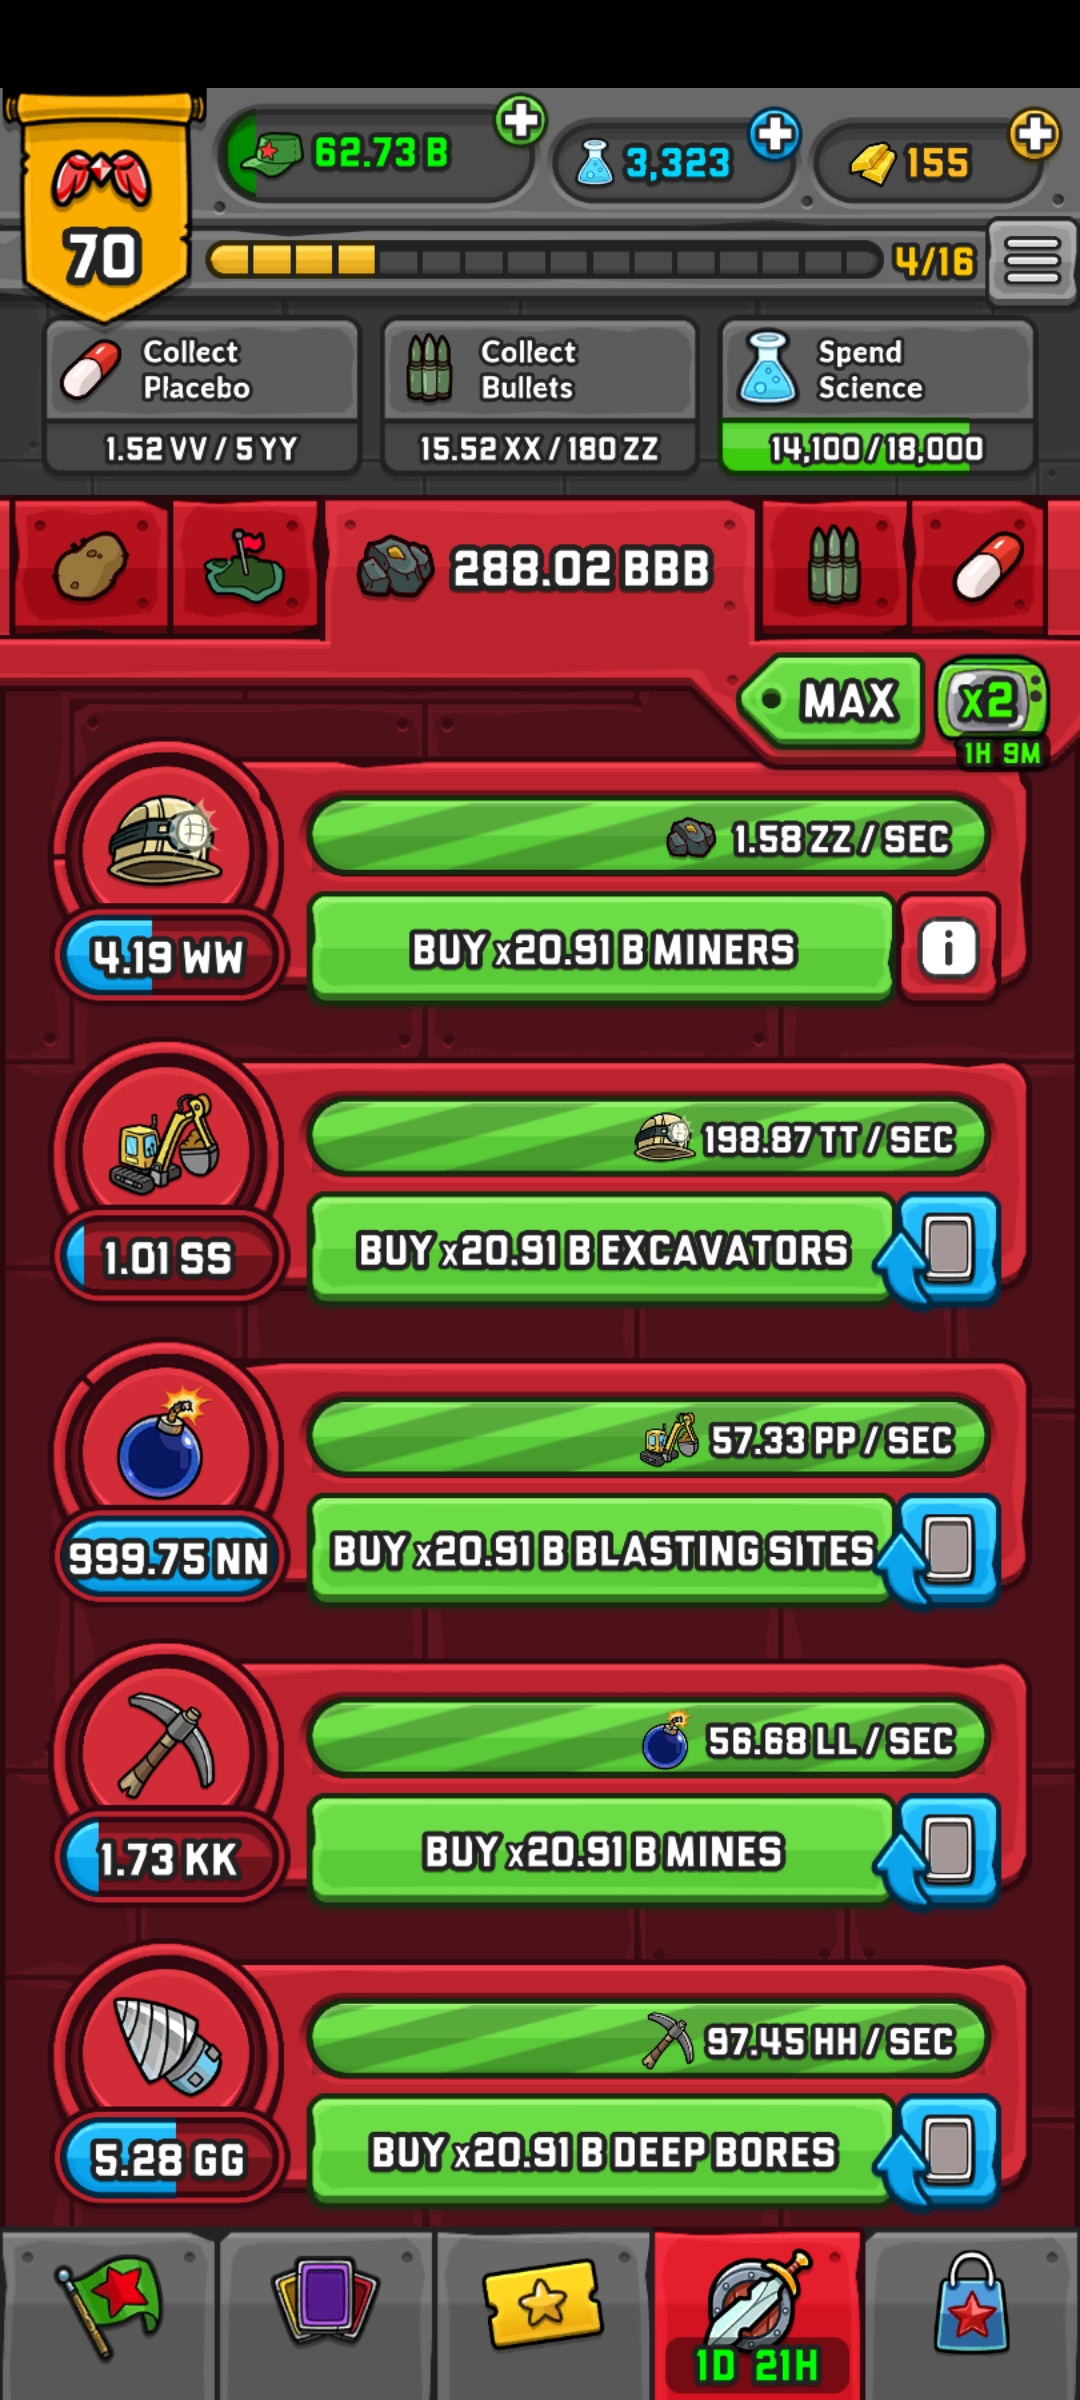 62.73 B
3,323
155
70
4/16
Collect
Placebo
Collect
Bullets
Spend
Science
1.52 VV / 5 YY
15.52 XX / 180 ZZ
14,100 / 18,000
288.02 BBB
MAX
x2
1H 9M
1.58 ZZ / SEC
4.19 WW
BUY x20.91 B MINERS
i
198.87 TT / SEC
1.01 SS
BUY x20.91 B EXCAVATORS
57.33 PP / SEC
999.75 NN
BUY x20.91 B BLASTING SITES
56.68 LL / SEC
1.73 KK
BUY x20.91 B MINES
97.45 HH / SEC
5.28 GG
BUY x20.91 B DEEP BORES
1D 21H